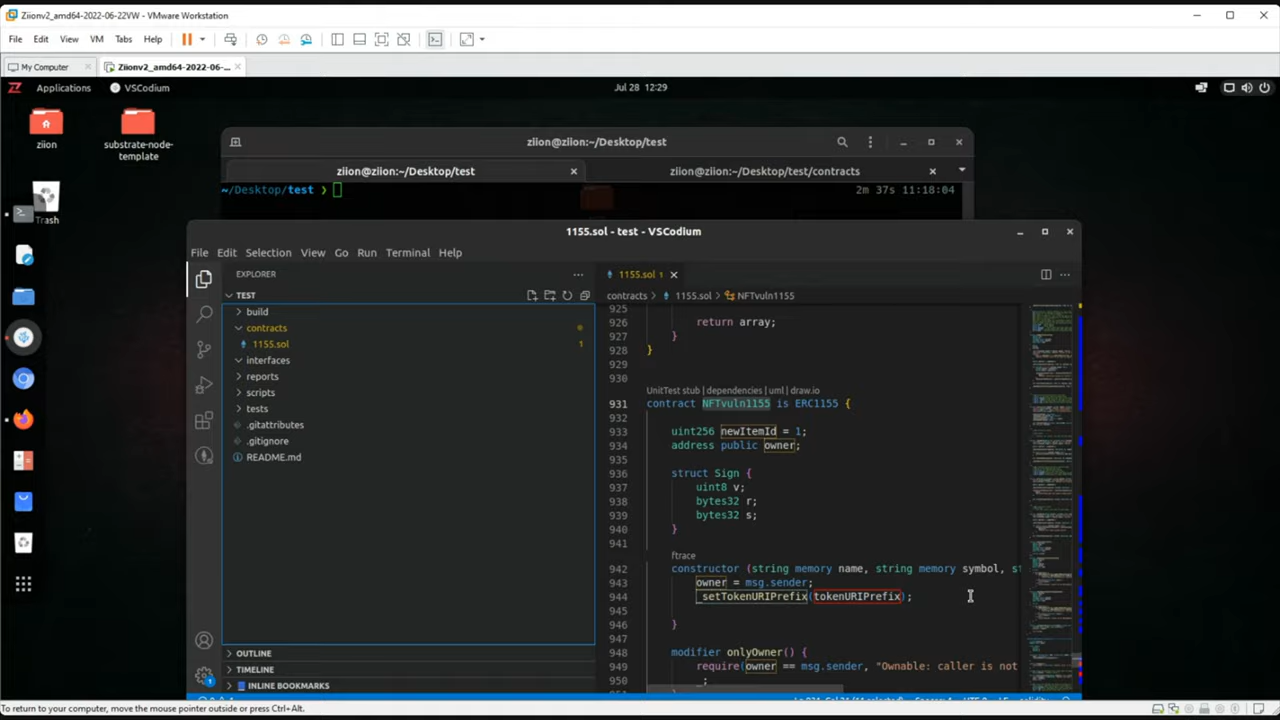 Ziionv2_amd64-2022-06-22VW - VMware Workstation
File Edit View VM Tabs Help
My Computer Ziionv2_amd64-2022-06-...
Applications VSCodium Jul 28 12:29
ziion
substrate-node-template
Trash
ziion@ziion:~/Desktop/test
ziion@ziion:~/Desktop/test ziion@ziion:~/Desktop/test/contracts
~/Desktop/test ❯ 2m 37s 11:18:04
1155.sol - test - VSCodium
File Edit Selection View Go Run Terminal Help
EXPLORER
TEST
build
contracts
1155.sol 1
interfaces
reports
scripts
tests
.gitattributes
.gitignore
README.md
OUTLINE
TIMELINE
INLINE BOOKMARKS
1155.sol 1
contracts > 1155.sol > NFTvuln1155
925
926 return array;
927 }
928 }
929
930
UnitTest stub | dependencies | uml | draw.io
931 contract NFTvuln1155 is ERC1155 {
932
933 uint256 newItemId = 1;
934 address public owner;
935
936 struct Sign {
937 uint8 v;
938 bytes32 r;
939 bytes32 s;
940 }
941
ftrace
942 constructor (string memory name, string memory symbol, st
943 owner = msg.sender;
944 _setTokenURIPrefix(tokenURIPrefix);
945
946 }
947
948 modifier onlyOwner() {
949 require(owner == msg.sender, "Ownable: caller is not
950 _;
To return to your computer, move the mouse pointer outside or press Ctrl+Alt.